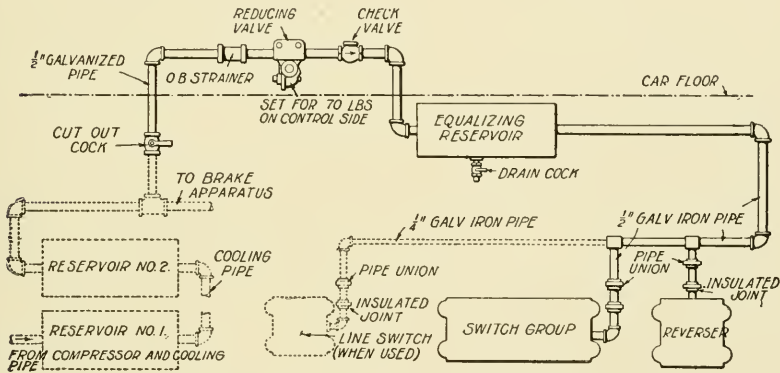 REDUCING
VALVE
CHECK
VALVE
1/2" GALVANIZED
PIPE
O B STRAINER
SET FOR 70 LBS
ON CONTROL SIDE
CAR FLOOR
CUT OUT
COCK
EQUALIZING
RESERVOIR
DRAIN COCK
TO BRAKE
APPARATUS
1/4" GALV IRON PIPE
1/2" GALV IRON PIPE
RESERVOIR NO.2.
COOLING
PIPE
PIPE UNION
PIPE
UNION
INSULATED
JOINT
INSULATED
JOINT
RESERVOIR NO.1.
FROM COMPRESSOR AND COOLING
PIPE
LINE SWITCH
(WHEN USED)
SWITCH GROUP
REVERSER